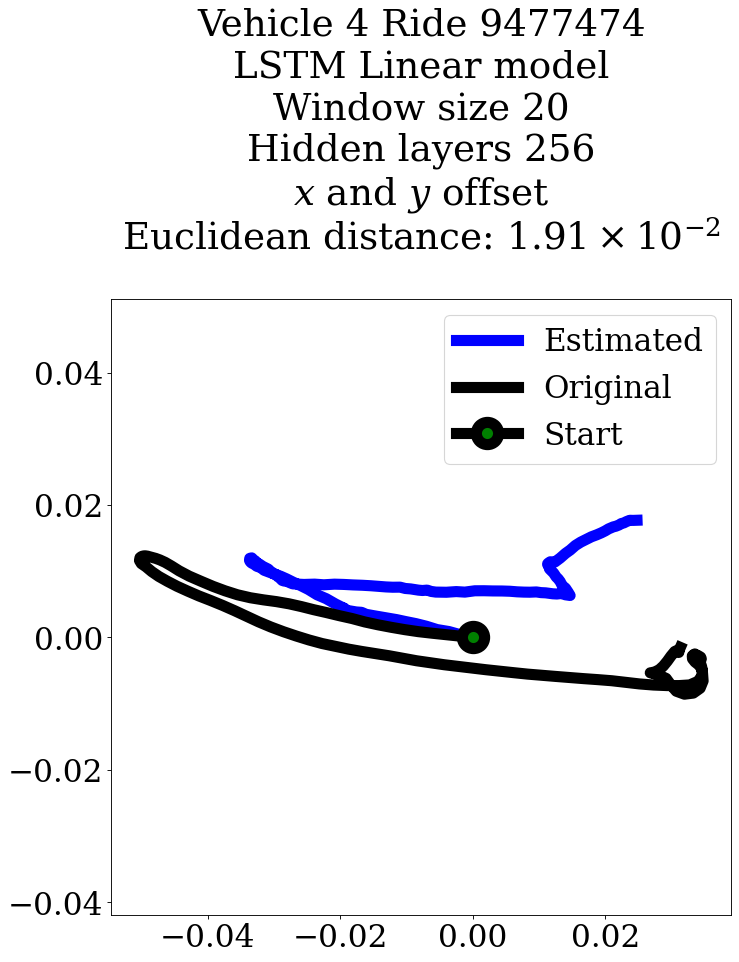 Vehicle 4 Ride 9477474
LSTM Linear model
Window size 20
Hidden layers 256
x and y offset
Euclidean distance: 1.91 × 10⁻²
Estimated
Original
Start
0.04
0.02
0.00
−0.02
−0.04
−0.04 −0.02 0.00 0.02